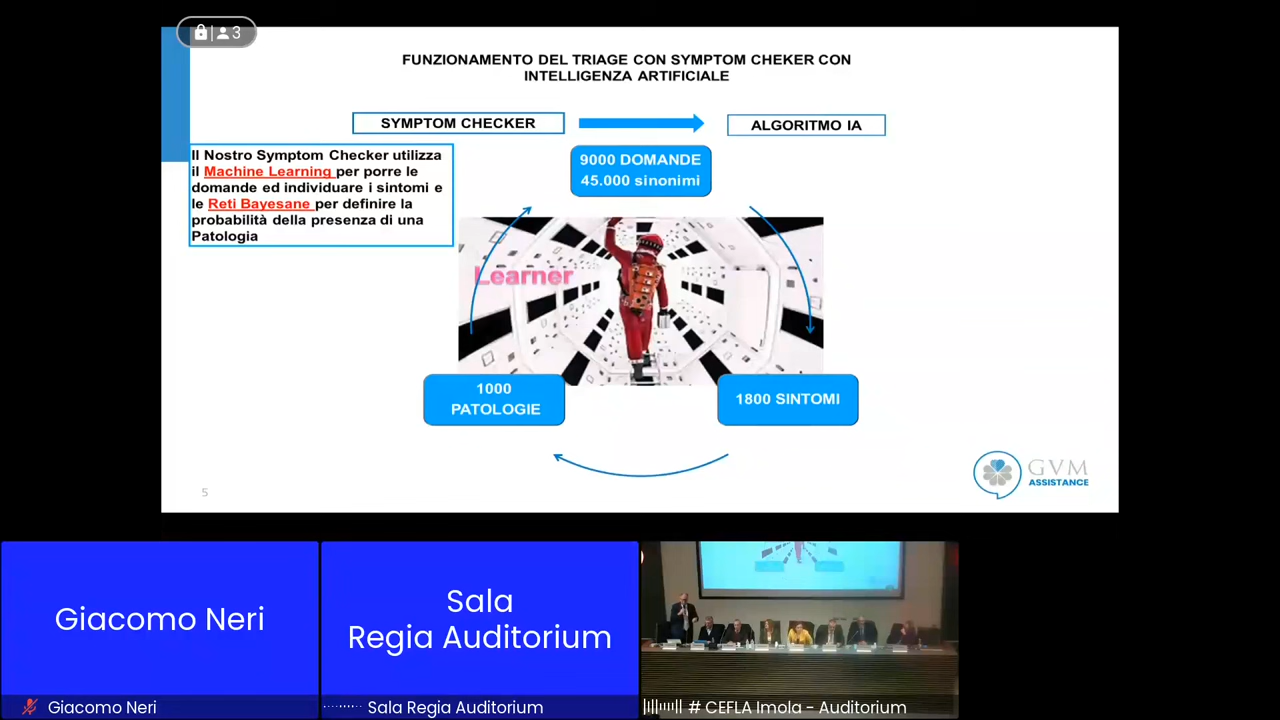 3
FUNZIONAMENTO DEL TRIAGE CON SYMPTOM CHEKER CON
INTELLIGENZA ARTIFICIALE
SYMPTOM CHECKER
ALGORITMO IA
Il Nostro Symptom Checker utilizza
il Machine Learning per porre le
domande ed individuare i sintomi e
le Reti Bayesane per definire la
probabilità della presenza di una
Patologia
9000 DOMANDE
45.000 sinonimi
Learner
1000
PATOLOGIE
1800 SINTOMI
5
GVM
ASSISTANCE
Giacomo Neri
Sala
Regia Auditorium
Giacomo Neri
Sala Regia Auditorium
# CEFLA Imola - Auditorium